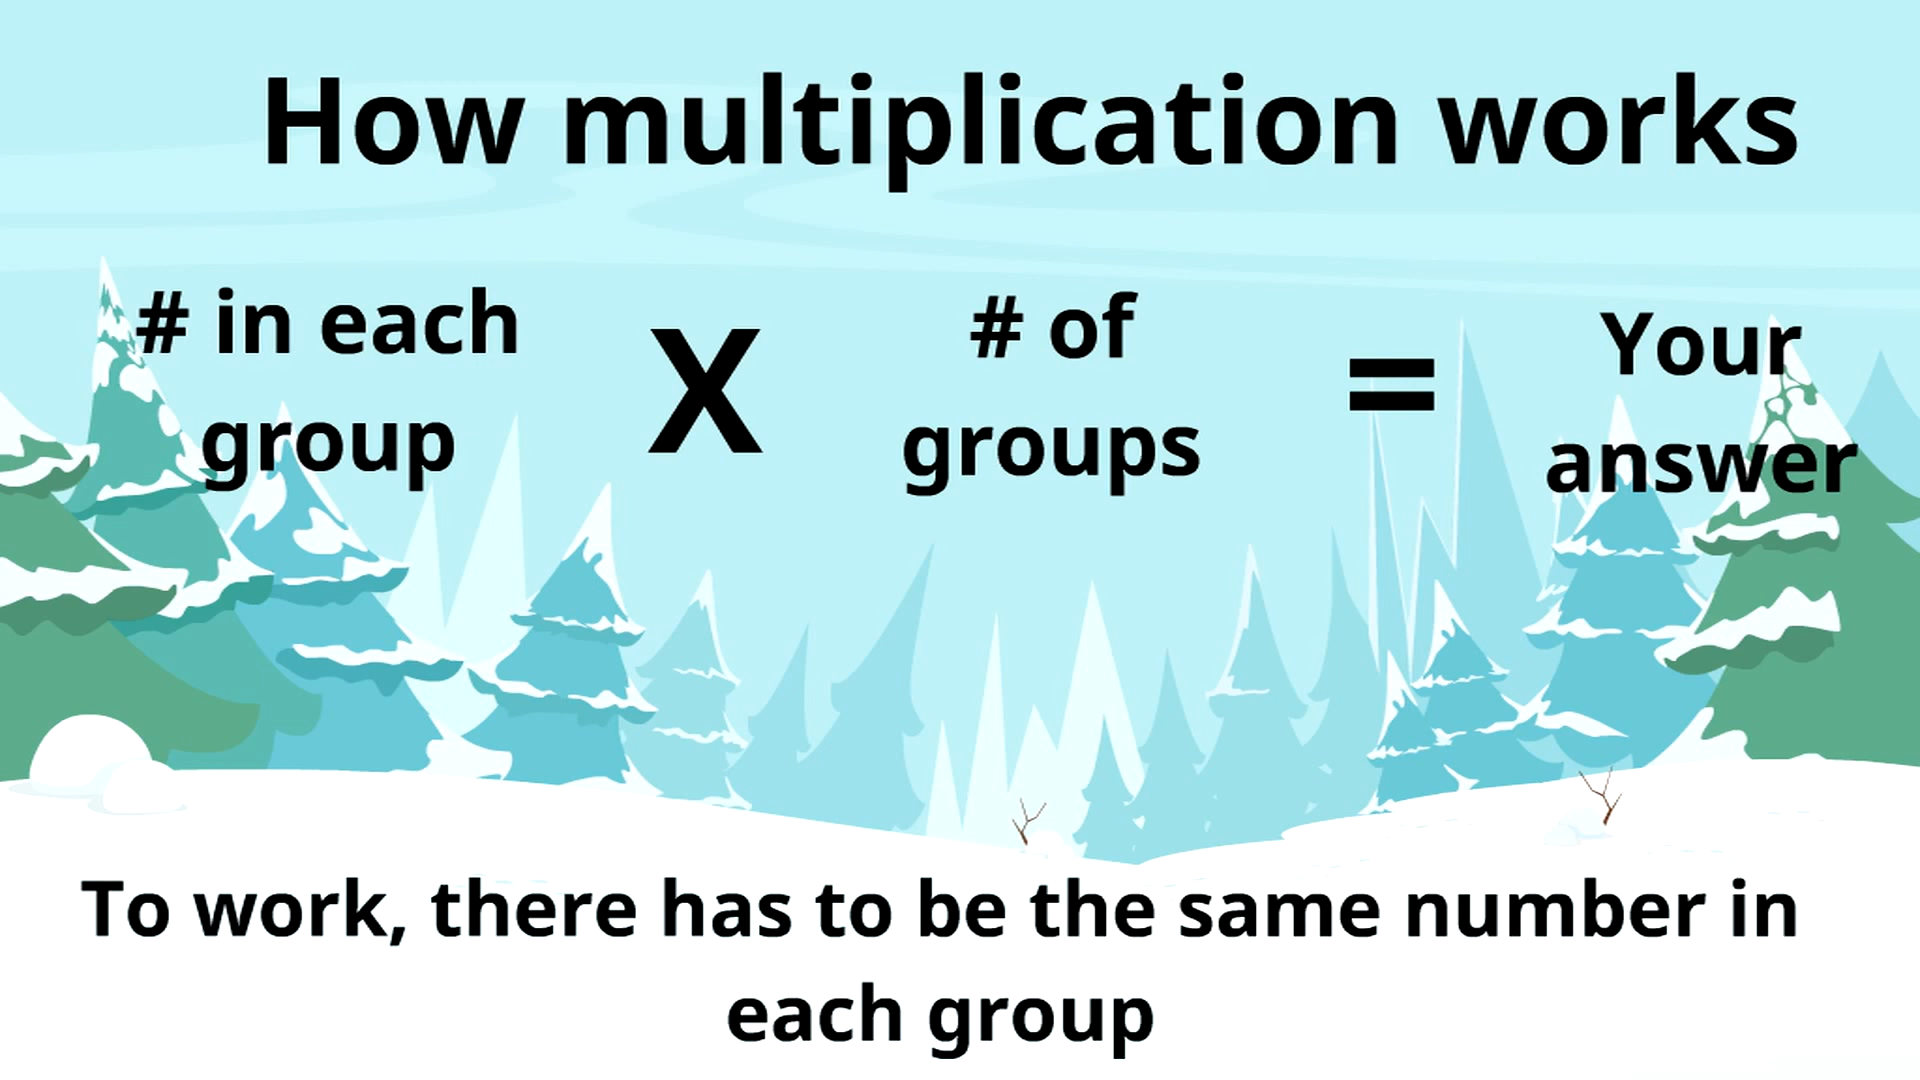 How multiplication works
# in each
group
X
# of
groups
=
Your
answer
To work, there has to be the same number in
each group